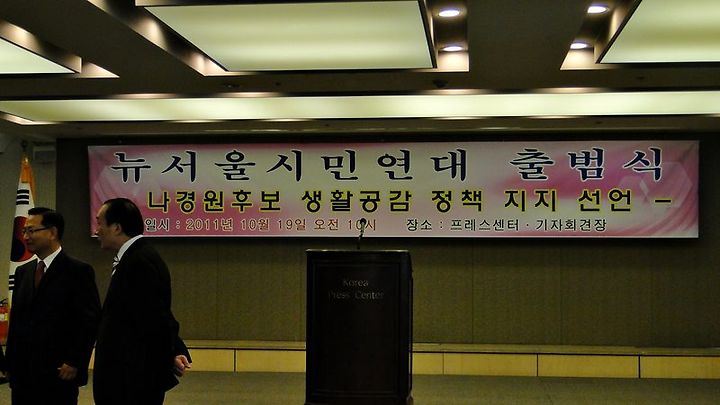 뉴서울시민연대 출범식
나경원후보 생활공감 정책 지지 선언 -
일시 : 2011년 10월 19일 오전 10시 장소 : 프레스센터 · 기자회견장
Korea
Press Center